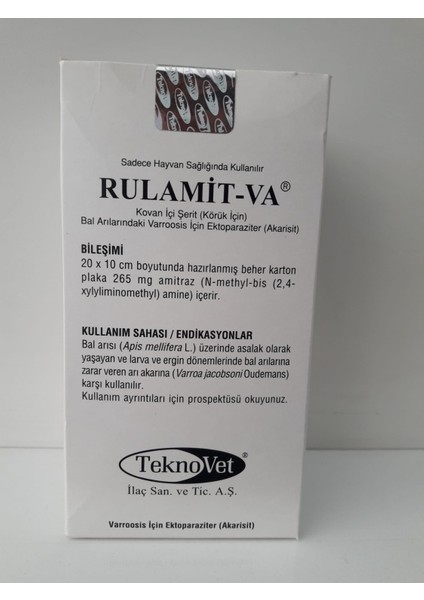 Sadece Hayvan Sağlığında Kullanılır
RULAMİT-VA®
Kovan İçi Şerit (Körük İçin)
Bal Arılarındaki Varroosis İçin Ektoparaziter (Akarisit)
BİLEŞİMİ
20 x 10 cm boyutunda hazırlanmış beher karton
plaka 265 mg amitraz (N-methyl-bis (2,4-
xylyliminomethyl) amine) içerir.
KULLANIM SAHASI / ENDİKASYONLAR
Bal arısı (Apis mellifera L.) üzerinde asalak olarak
yaşayan ve larva ve ergin dönemlerinde bal arılarına
zarar veren arı akarına (Varroa jacobsoni Oudemans)
karşı kullanılır.
Kullanım ayrıntıları için prospektüsü okuyunuz.
TeknoVet®
İlaç San. ve Tic. A.Ş.
Varroosis İçin Ektoparaziter (Akarisit)